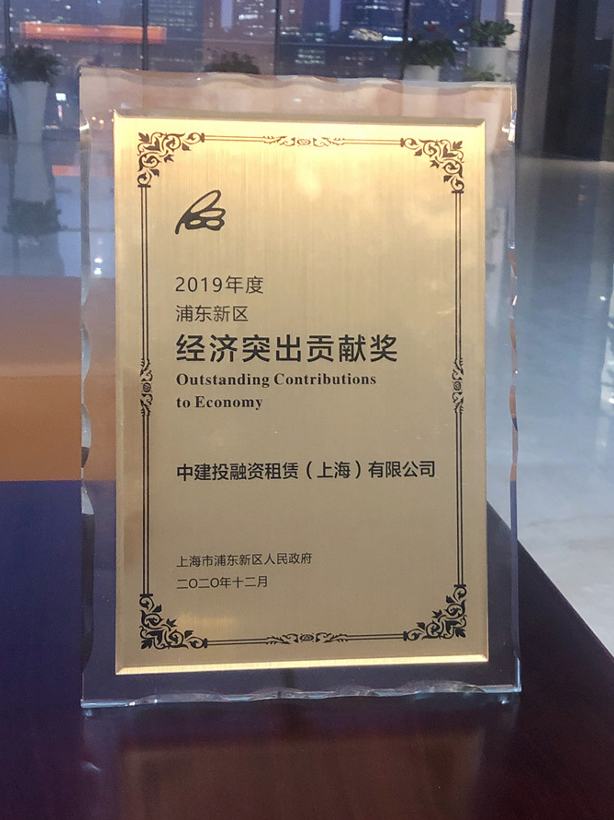 2019年度
浦东新区
经济突出贡献奖
Outstanding Contributions
to Economy
中建投融资租赁（上海）有限公司
上海市浦东新区人民政府
二〇二〇年十二月